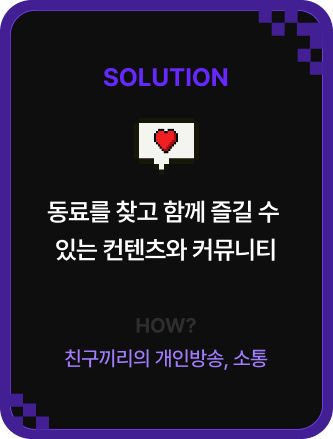 SOLUTION
동료를 찾고 함께 즐길 수
있는 컨텐츠와 커뮤니티
HOW?
친구끼리의 개인방송, 소통